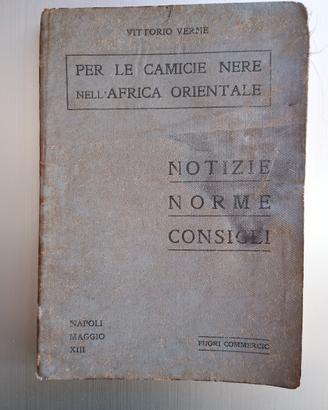 VITTORIO VERNE
PER LE CAMICIE NERE
NELL'AFRICA ORIENTALE
NOTIZIE
NORME
CONSIGLI
NAPOLI
MAGGIO
XIII
FUORI COMMERCIO